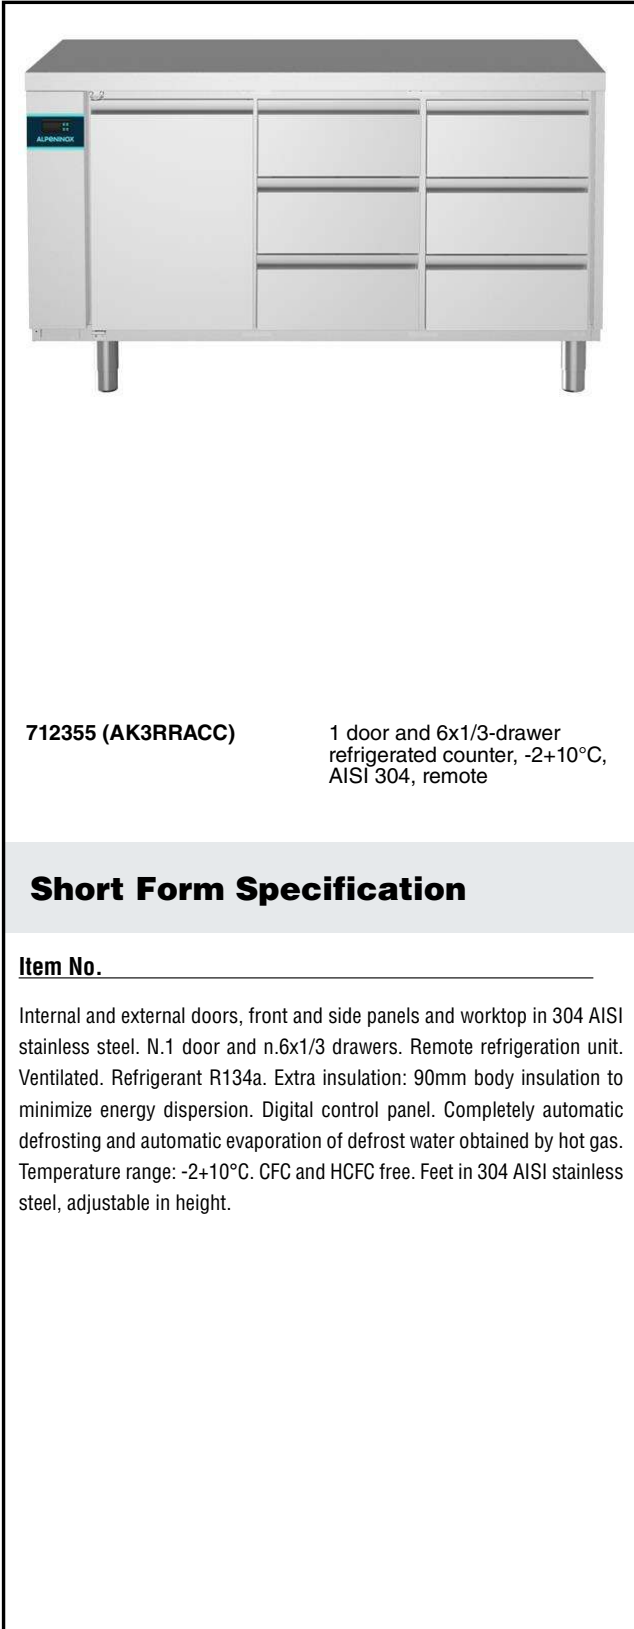 ALPENINOX
712355 (AK3RRACC)
1 door and 6x1/3-drawer
refrigerated counter, -2+10°C,
AISI 304, remote
Short Form Specification
Item No.
Internal and external doors, front and side panels and worktop in 304 AISI
stainless steel. N.1 door and n.6x1/3 drawers. Remote refrigeration unit.
Ventilated. Refrigerant R134a. Extra insulation: 90mm body insulation to
minimize energy dispersion. Digital control panel. Completely automatic
defrosting and automatic evaporation of defrost water obtained by hot gas.
Temperature range: -2+10°C. CFC and HCFC free. Feet in 304 AISI stainless
steel, adjustable in height.